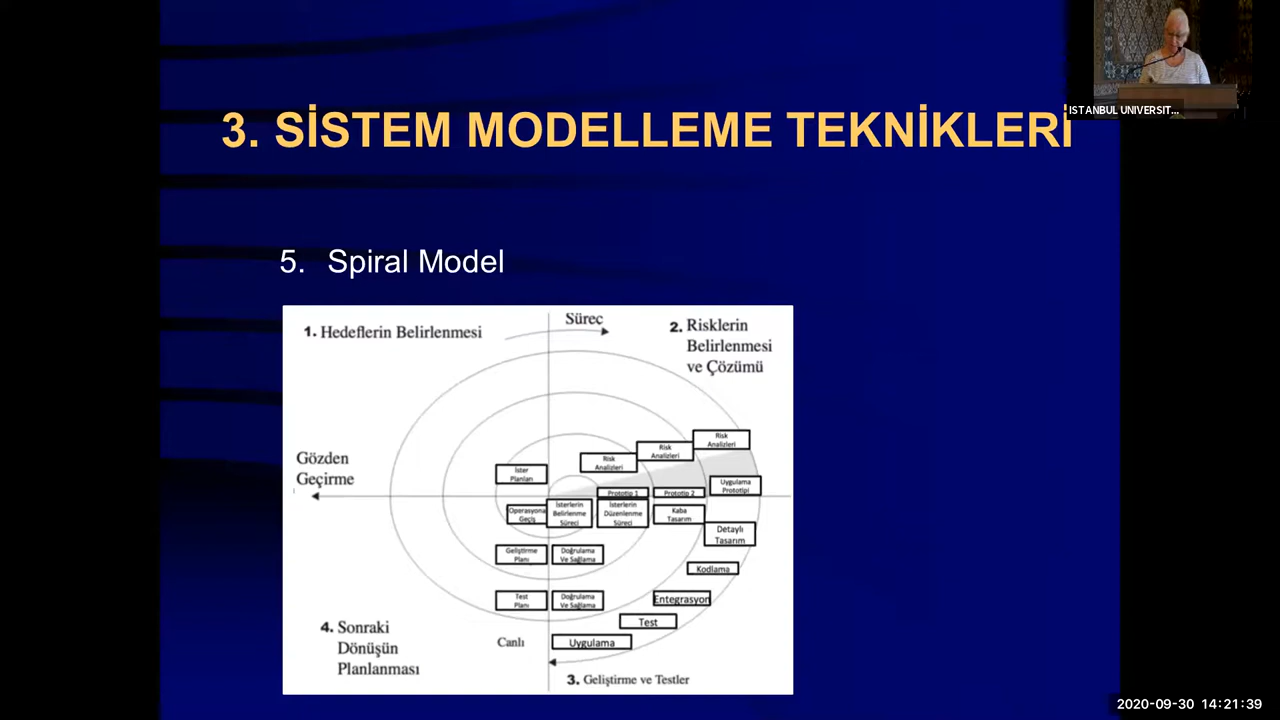 ISTANBUL UNIVERSIT...
3. SİSTEM MODELLEME TEKNİKLERİ
5. Spiral Model
1. Hedeflerin Belirlenmesi
Süreç
2. Risklerin
Belirlenmesi
ve Çözümü
Gözden
Geçirme
Risk
Analizleri
Risk
Analizleri
Risk
Analizleri
İster
Planları
Prototip 1
Prototip 2
Uygulama
Prototipi
Operasyona
Geçiş
İsterlerin
Belirlenme
Süreci
İsterlerin
Düzenlenme
Süreci
Kaba
Tasarım
Detaylı
Tasarım
Geliştirme
Planı
Doğrulama
Ve Sağlama
Kodlama
Test
Planı
Doğrulama
Ve Sağlama
Entegrasyon
Test
4. Sonraki
Dönüşün
Planlanması
Canlı
Uygulama
3. Geliştirme ve Testler
2020-09-30 14:21:39